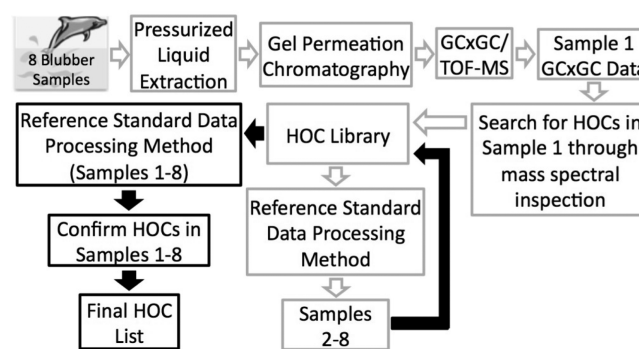 8 Blubber
Samples
Pressurized
Liquid
Extraction
Gel Permeation
Chromatography
GCxGC/
TOF-MS
Sample 1
GCxGC Data
Search for HOCs in
Sample 1 through
mass spectral
inspection
HOC Library
Reference Standard
Data Processing
Method
Samples
2-8
Reference Standard Data
Processing Method
(Samples 1-8)
Confirm HOCs in
Samples 1-8
Final HOC
List